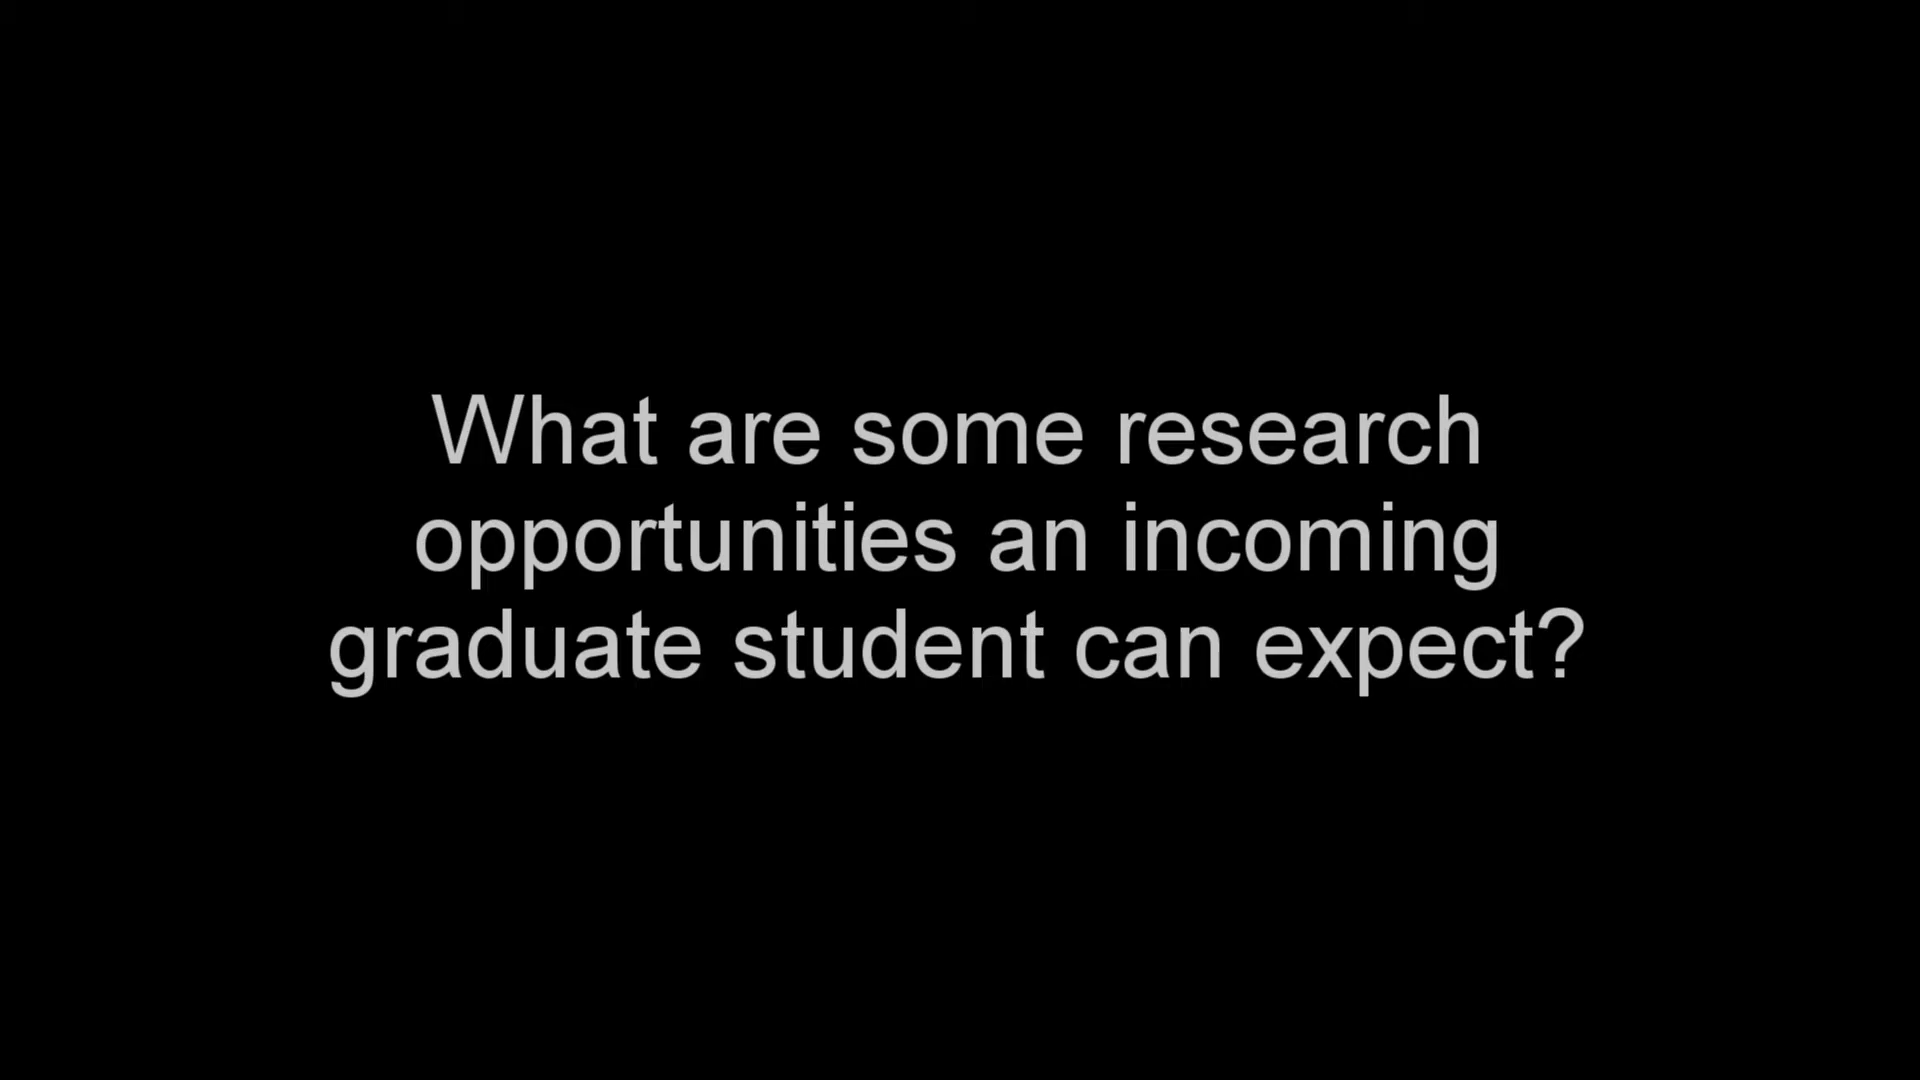 What are some research
opportunities an incoming
graduate student can expect?